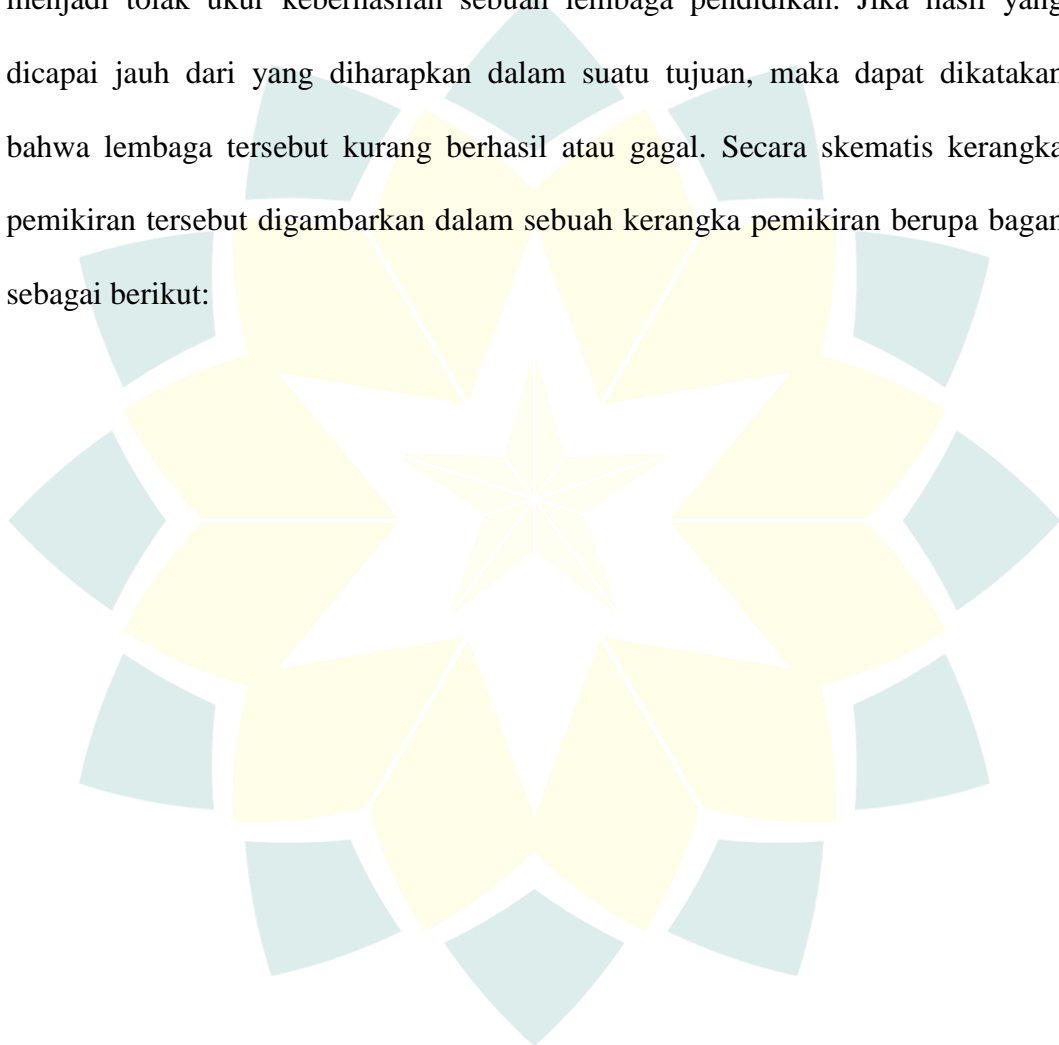 menjadi tolak ukur keberhasilan sebuah lembaga pendidikan. Jika hasil yang
dicapai jauh dari yang diharapkan dalam suatu tujuan, maka dapat dikatakan
bahwa lembaga tersebut kurang berhasil atau gagal. Secara skematis kerangka
pemikiran tersebut digambarkan dalam sebuah kerangka pemikiran berupa bagan
sebagai berikut: